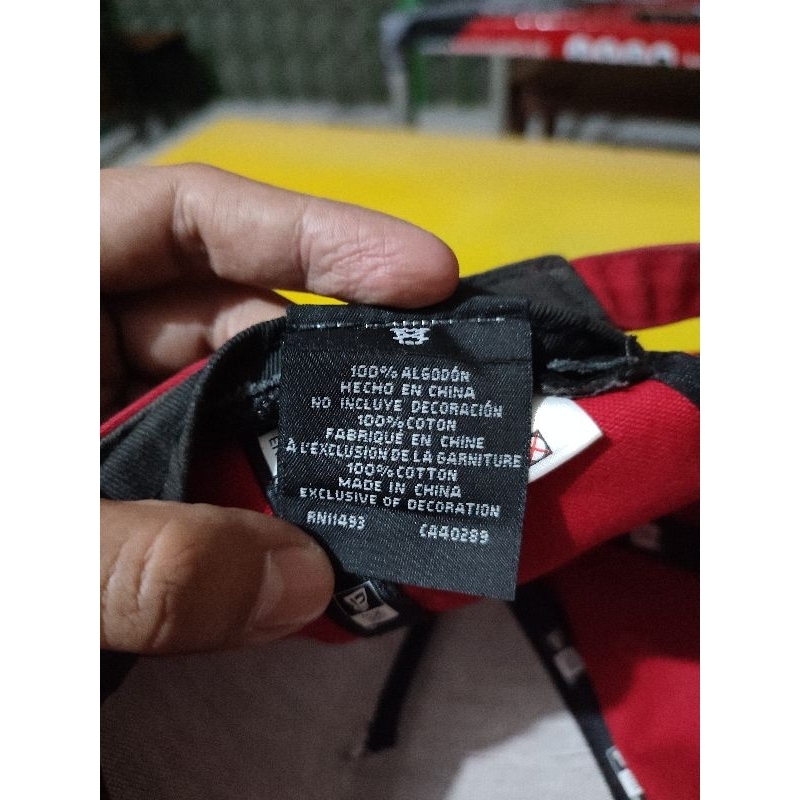 100% ALGODÓN
HECHO EN CHINA
NO INCLUYE DECORACIÓN
100% COTON
FABRIQUÉ EN CHINE
À L'EXCLUSION DE LA GARNITURE
100% COTTON
MADE IN CHINA
EXCLUSIVE OF DECORATION
RN11493 CA40289